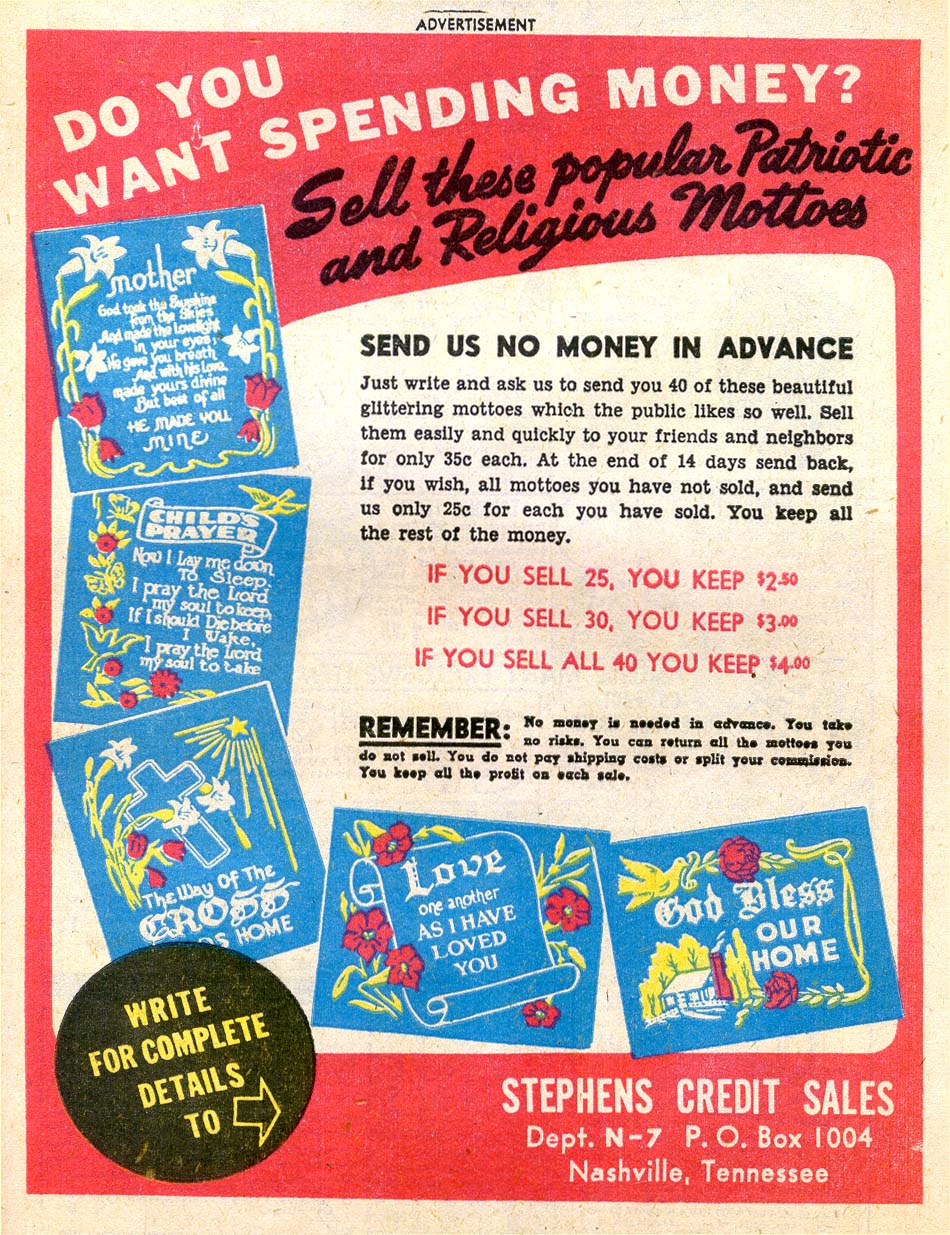 ADVERTISEMENT
DO YOU
WANT SPENDING MONEY?
Sell these popular Patriotic
and Religious Mottoes
mother
God took the Sunshine
from the Skies
And made the Lovelight
in your eyes,
He gave you breath
And with his Love,
made yours divine
But best of all
HE MADE YOU
MINE
CHILD'S
PRAYER
Now I Lay me down
To Sleep,
I pray the Lord
my soul to keep,
If I should Die before
I Wake,
I pray the Lord
my soul to take
The Way Of The
CROSS
DS HOME
SEND US NO MONEY IN ADVANCE
Just write and ask us to send you 40 of these beautiful
glittering mottoes which the public likes so well. Sell
them easily and quickly to your friends and neighbors
for only 35c each. At the end of 14 days send back,
if you wish, all mottoes you have not sold, and send
us only 25c for each you have sold. You keep all
the rest of the money.
IF YOU SELL 25, YOU KEEP $2.50
IF YOU SELL 30, YOU KEEP $3.00
IF YOU SELL ALL 40 YOU KEEP $4.00
REMEMBER: No money is needed in advance. You take
no risks. You can return all the mottoes you
do not sell. You do not pay shipping costs or split your commission.
You keep all the profit on each sale.
Love
one another
AS I HAVE
LOVED
YOU
God Bless
OUR
HOME
WRITE
FOR COMPLETE
DETAILS
TO
STEPHENS CREDIT SALES
Dept. N-7 P. O. Box 1004
Nashville, Tennessee